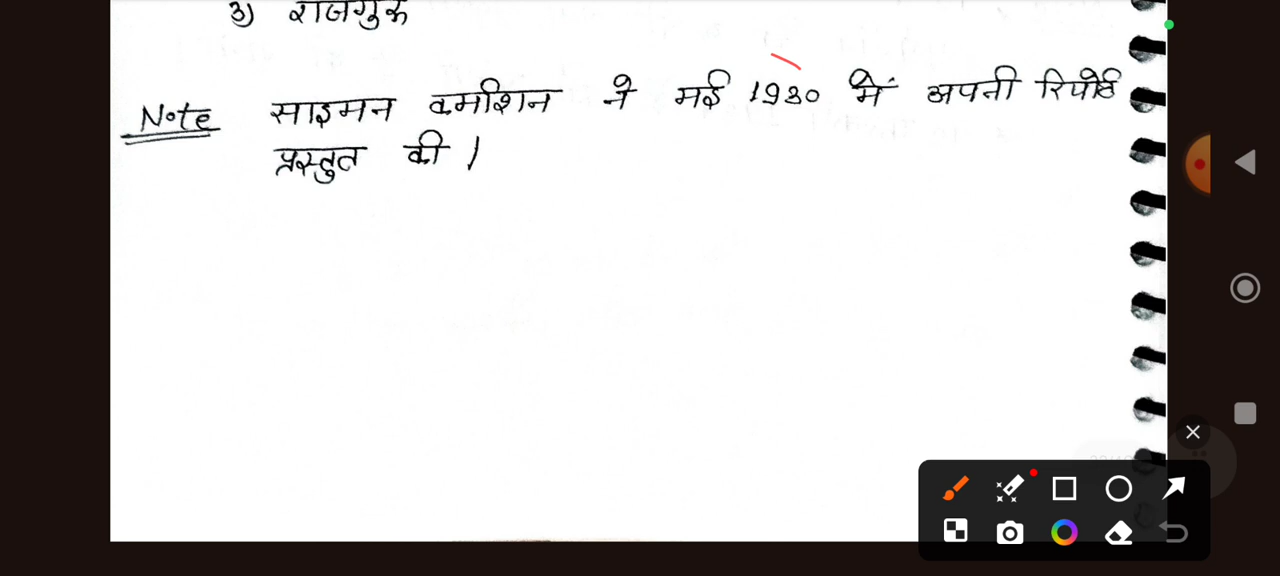 3) राजगुरू
Note साइमन कमीशन ने मई 1930 में अपनी रिपोर्ट
प्रस्तुत की।